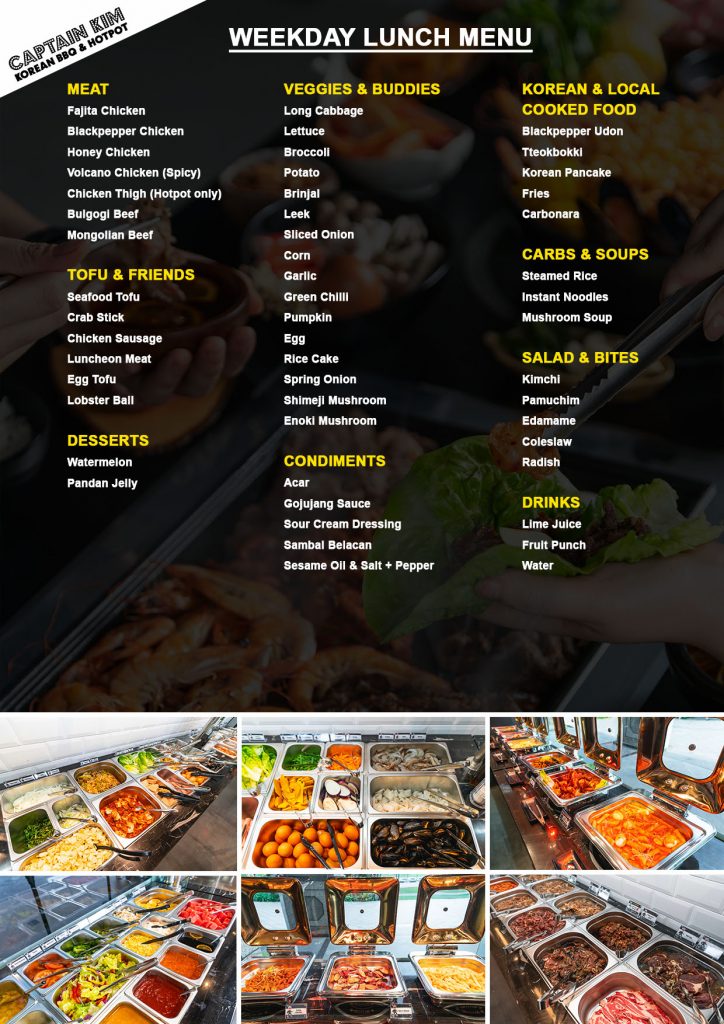 CAPTAIN KIM
KOREAN BBQ & HOTPOT
WEEKDAY LUNCH MENU
MEAT
Fajita Chicken
Blackpepper Chicken
Honey Chicken
Volcano Chicken (Spicy)
Chicken Thigh (Hotpot only)
Bulgogi Beef
Mongolian Beef
TOFU & FRIENDS
Seafood Tofu
Crab Stick
Chicken Sausage
Luncheon Meat
Egg Tofu
Lobster Ball
DESSERTS
Watermelon
Pandan Jelly
VEGGIES & BUDDIES
Long Cabbage
Lettuce
Broccoli
Potato
Brinjal
Leek
Sliced Onion
Corn
Garlic
Green Chilli
Pumpkin
Egg
Rice Cake
Spring Onion
Shimeji Mushroom
Enoki Mushroom
CONDIMENTS
Acar
Gojujang Sauce
Sour Cream Dressing
Sambal Belacan
Sesame Oil & Salt + Pepper
KOREAN & LOCAL
COOKED FOOD
Blackpepper Udon
Tteokbokki
Korean Pancake
Fries
Carbonara
CARBS & SOUPS
Steamed Rice
Instant Noodles
Mushroom Soup
SALAD & BITES
Kimchi
Pamuchim
Edamame
Coleslaw
Radish
DRINKS
Lime Juice
Fruit Punch
Water